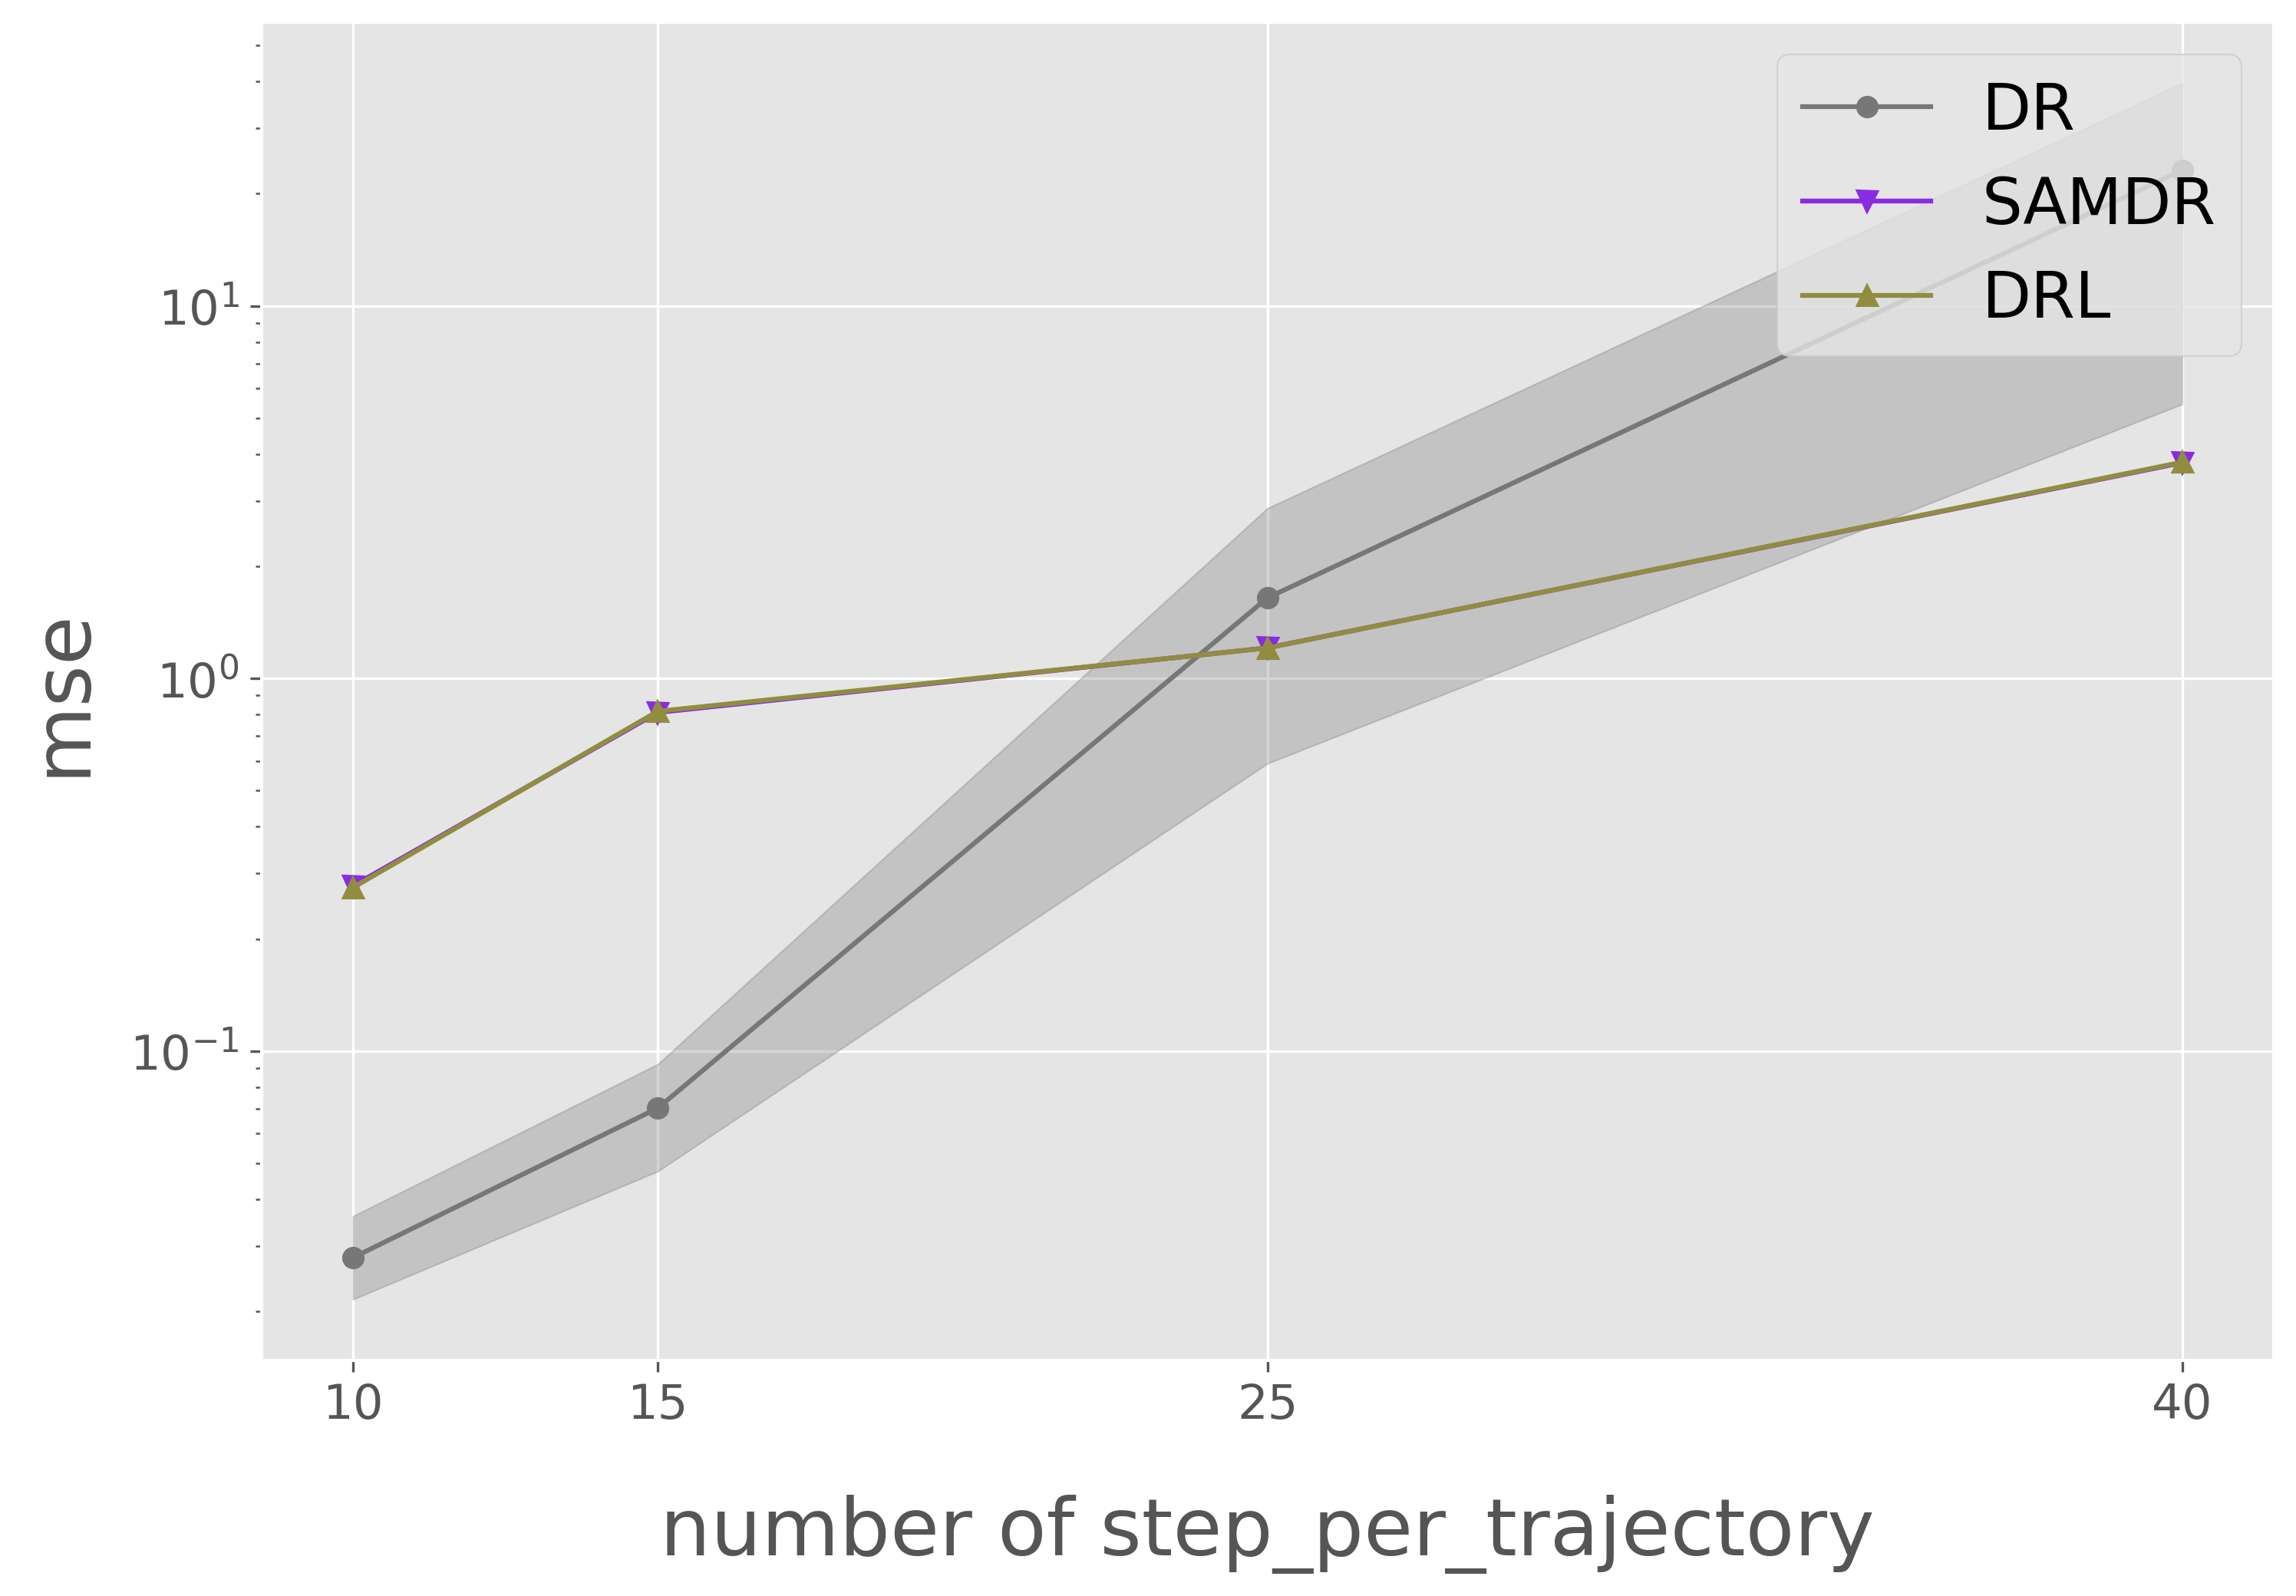 DR
SAMDR
DRL
10¹
10⁰
10⁻¹
mse
10 15 25 40
number of step_per_trajectory